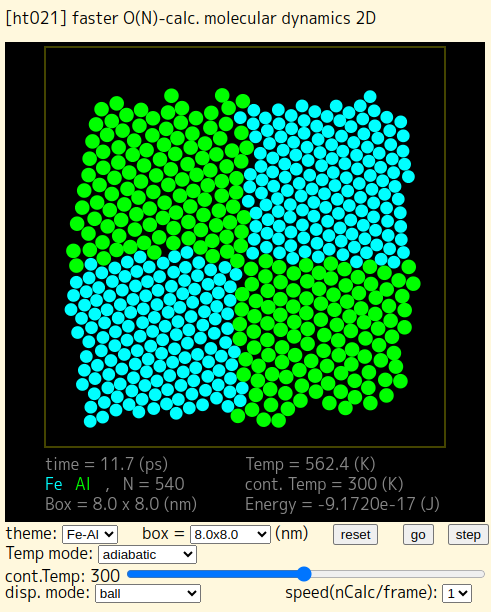 [ht021] faster O(N)-calc. molecular dynamics 2D
time = 11.7 (ps) Temp = 562.4 (K)
Fe Al , N = 540 cont. Temp = 300 (K)
Box = 8.0 x 8.0 (nm) Energy = -9.1720e-17 (J)
theme: Fe-Al box = 8.0x8.0 (nm) reset go step
Temp mode: adiabatic
cont.Temp: 300
disp. mode: ball speed(nCalc/frame): 1